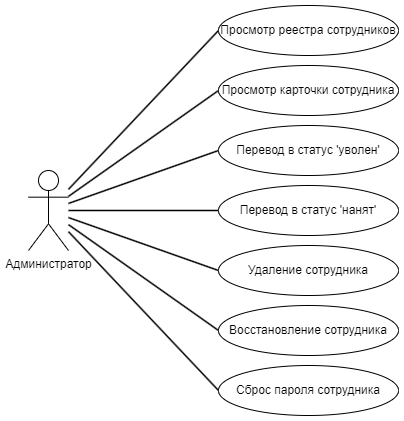 Просмотр реестра сотрудников
Просмотр карточки сотрудника
Перевод в статус 'уволен'
Перевод в статус 'нанят'
Администратор
Удаление сотрудника
Восстановление сотрудника
Сброс пароля сотрудника